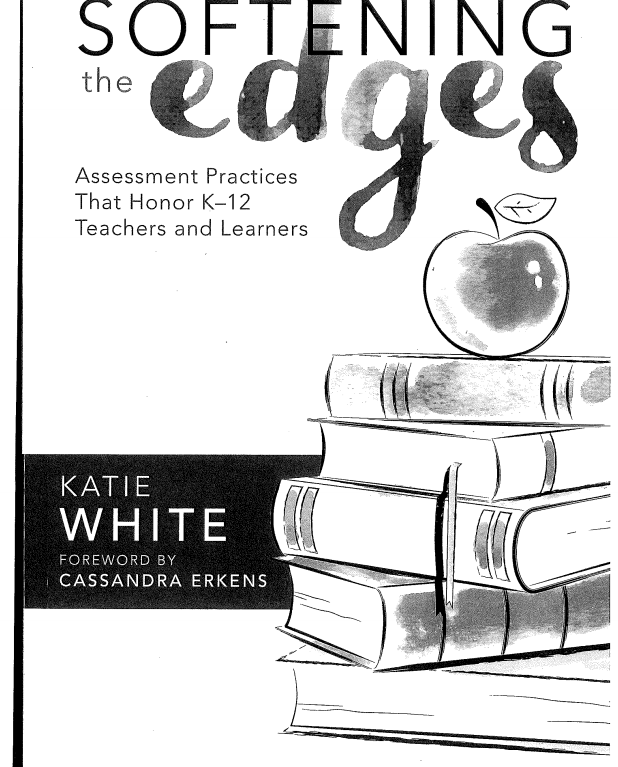 SOFTENING
the edges
Assessment Practices
That Honor K–12
Teachers and Learners
KATIE
WHITE
FOREWORD BY
CASSANDRA ERKENS